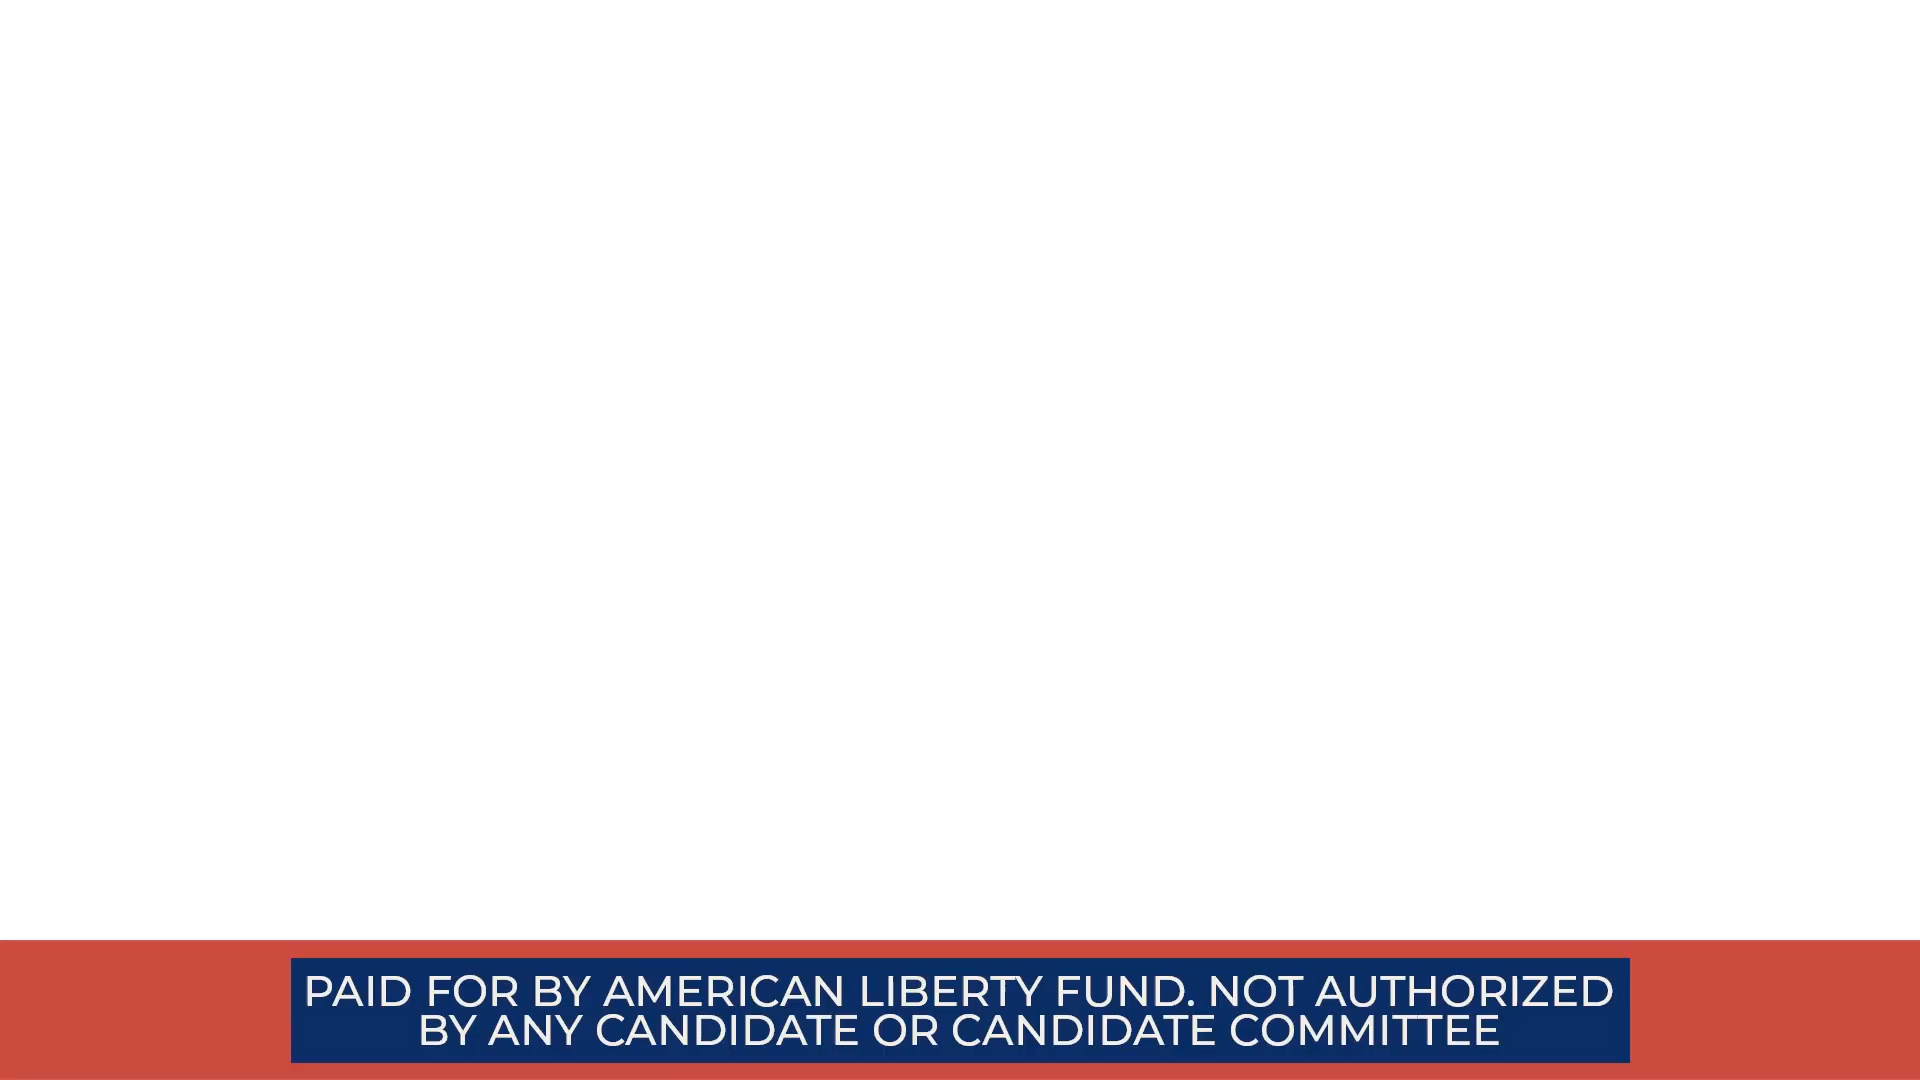 PAID FOR BY AMERICAN LIBERTY FUND. NOT AUTHORIZED
BY ANY CANDIDATE OR CANDIDATE COMMITTEE